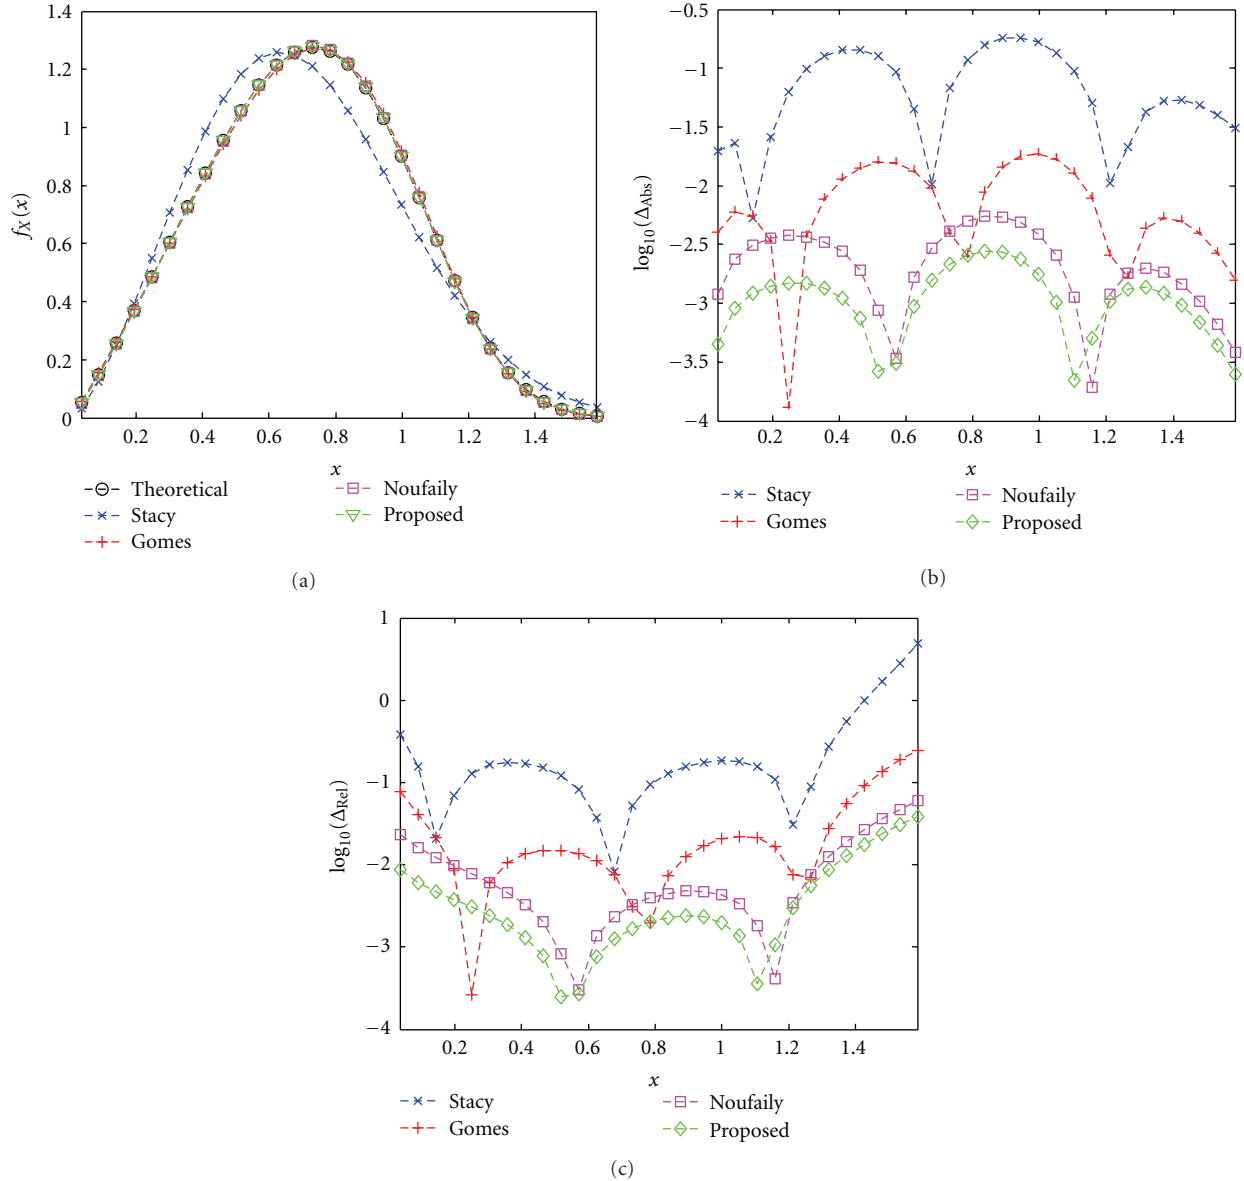 1.4
1.2
1
0.8
0.6
0.4
0.2
0
0.2 0.4 0.6 0.8 1 1.2 1.4
f_X(x)
x
Theoretical
Stacy
Gomes
Noufaily
Proposed
(a)
−0.5
−1
−1.5
−2
−2.5
−3
−3.5
−4
0.2 0.4 0.6 0.8 1 1.2 1.4
log₁₀(Δ_Abs)
x
Stacy
Gomes
Noufaily
Proposed
(b)
1
0
−1
−2
−3
−4
0.2 0.4 0.6 0.8 1 1.2 1.4
log₁₀(Δ_Rel)
x
Stacy
Gomes
Noufaily
Proposed
(c)